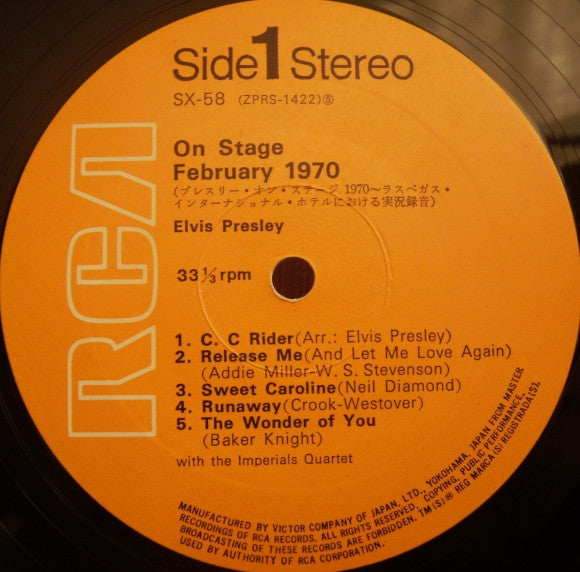 Side 1 Stereo
SX-58 (ZPRS-1422)Ⓢ
On Stage
February 1970
(プレスリー・オン・ステージ 1970〜ラスベガス・
インターナショナル・ホテルにおける実況録音)
Elvis Presley
33⅓ rpm
1. C. C Rider(Arr.: Elvis Presley)
2. Release Me(And Let Me Love Again)
(Addie Miller-W. S. Stevenson)
3. Sweet Caroline(Neil Diamond)
4. Runaway(Crook-Westover)
5. The Wonder of You
(Baker Knight)
with the Imperials Quartet
RCA
MANUFACTURED BY VICTOR COMPANY OF JAPAN, LTD., YOKOHAMA, JAPAN FROM MASTER
RECORDINGS OF RCA RECORDS. ALL RIGHTS RESERVED. COPYING, PUBLIC PERFORMANCE,
BROADCASTING OF THESE RECORDS ARE FORBIDDEN. TM(S)® REG MARCA(S) REGISTRADA(S).
USED BY AUTHORITY OF RCA CORPORATION.